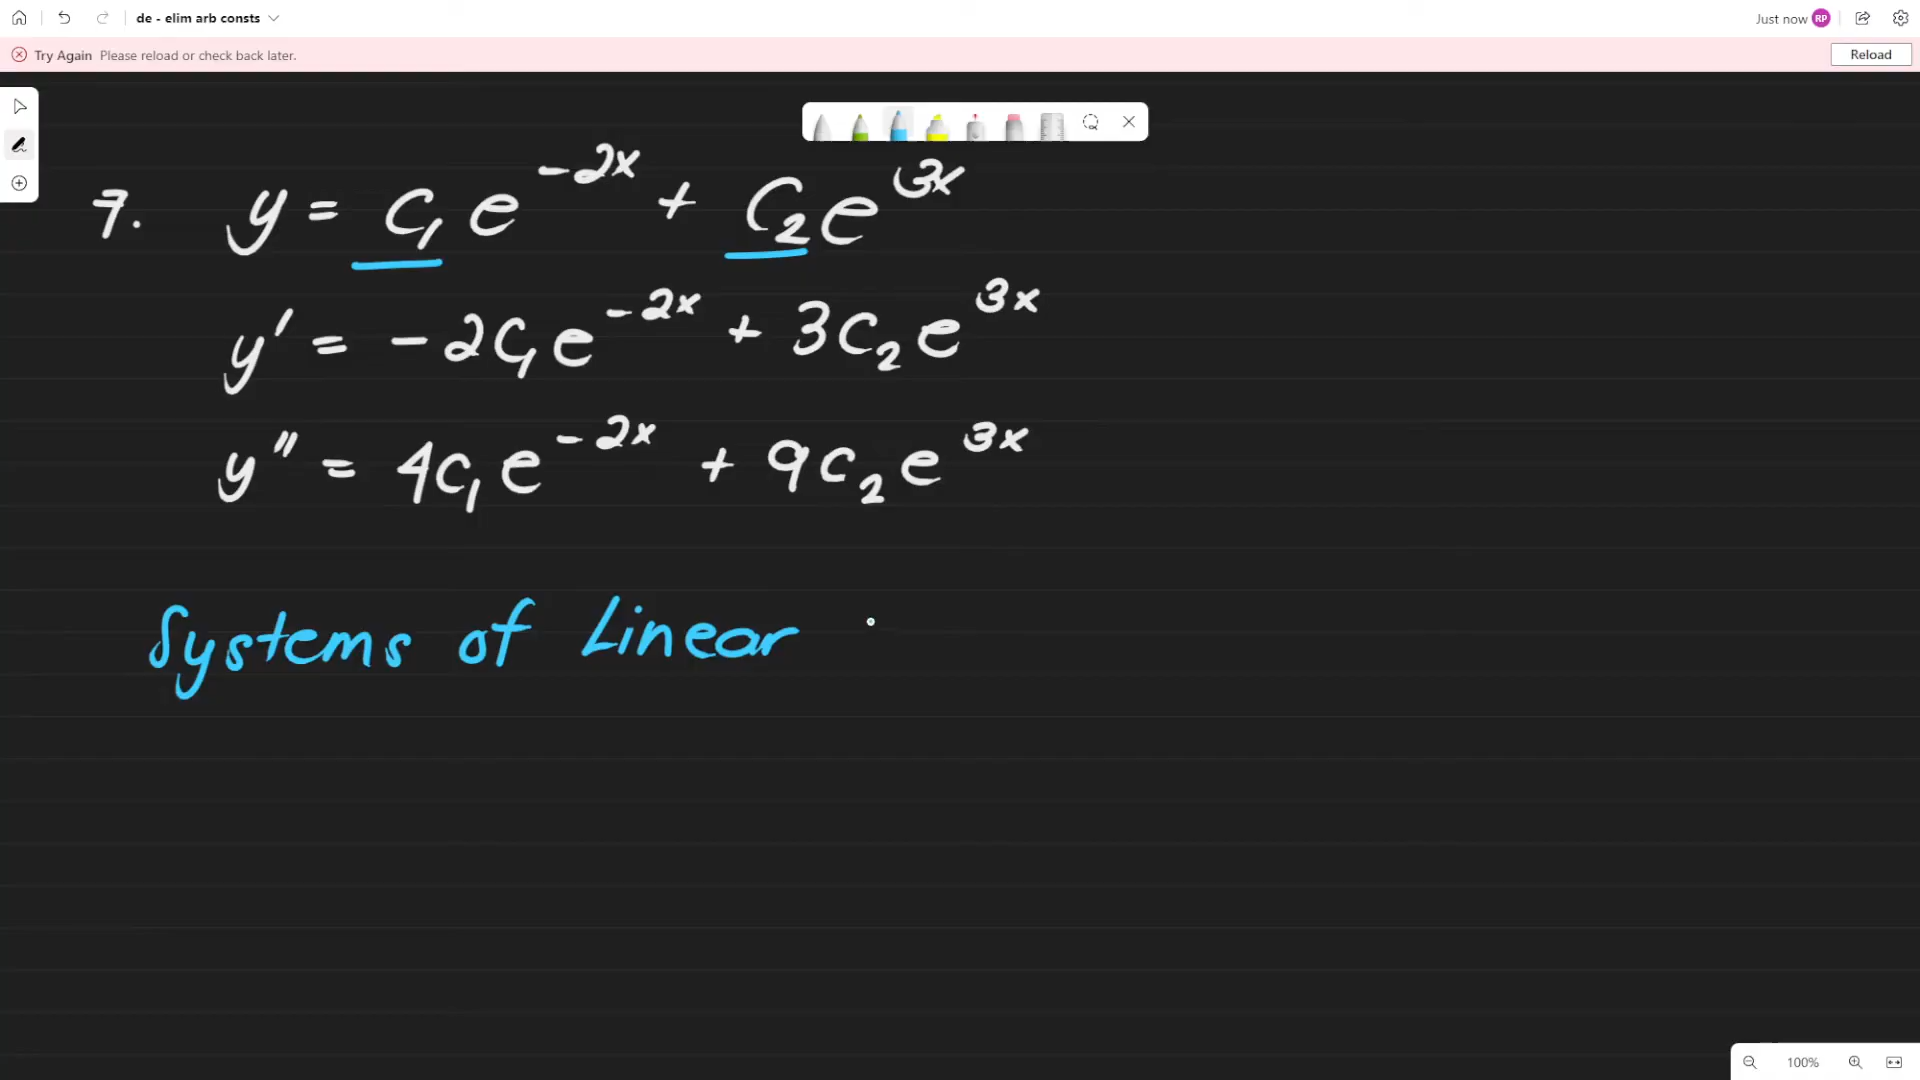 de - elim arb consts
Just now RP
Try Again Please reload or check back later.
Reload
7. y = C₁e^{-2x} + C₂e^{3x}
y' = -2C₁e^{-2x} + 3C₂e^{3x}
y'' = 4C₁e^{-2x} + 9C₂e^{3x}
Systems of Linear
100%